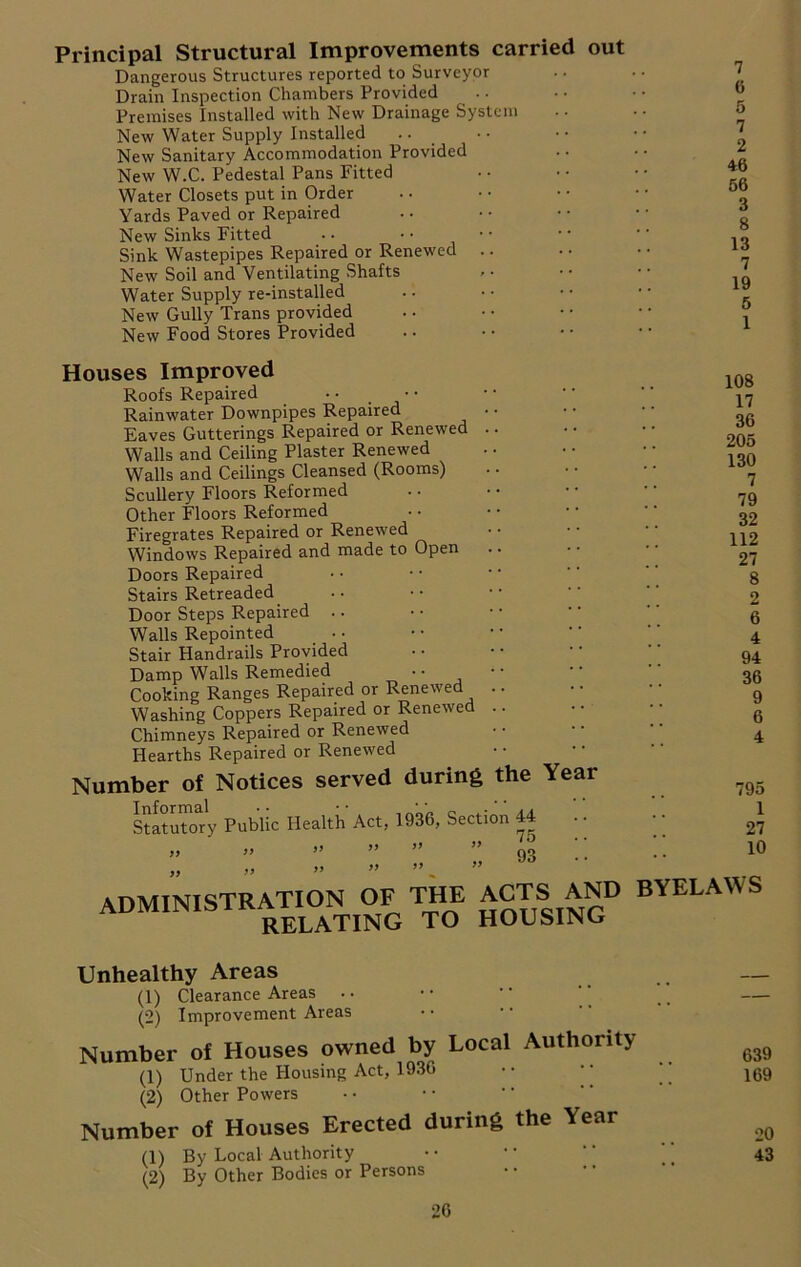 Principal Structural Improvements carried out
Dangerous Structures reported to Surveyor .. .. 7
Drain Inspection Chambers Provided .. .. .. 6
Premises Installed with New Drainage System .. .. 5
New Water Supply Installed .. .. .. .. 7
New Sanitary Accommodation Provided .. .. 2
New W.C. Pedestal Pans Fitted .. .. .. 46
Water Closets put in Order .. .. .. .. 56
Yards Paved or Repaired .. .. .. .. 3
New Sinks Fitted .. .. .. .. .. 8
Sink Wastepipes Repaired or Renewed .. .. .. 13
New Soil and Ventilating Shafts .. .. .. 7
Water Supply re-installed .. .. .. .. 19
New Gully Trans provided .. .. .. .. 5
New Food Stores Provided .. .. .. .. 1
Houses Improved
Roofs Repaired .. .. .. .. .. 108
Rainwater Downpipes Repaired .. .. .. 17
Eaves Gutterings Repaired or Renewed .. .. .. 36
Walls and Ceiling Plaster Renewed .. .. .. 205
Walls and Ceilings Cleansed (Rooms) .. .. .. 130
Scullery Floors Reformed .. .. .. .. 7
Other Floors Reformed .. .. .. .. 79
Firegrates Repaired or Renewed .. .. .. 32
Windows Repaired and made to Open .. .. .. 112
Doors Repaired .. .. .. .. .. 27
Stairs Retreaded .. .. .. .. .. 8
Door Steps Repaired .. .. .. .. .. 2
Walls Repointed .. .. .. .. .. 6
Stair Handrails Provided .. .. .. .. 4
Damp Walls Remedied .. .. .. .. 94
Cooking Ranges Repaired or Renewed .. .. .. 36
Washing Coppers Repaired or Renewed .. .. .. 9
Chimneys Repaired or Renewed .. .. .. 6
Hearths Repaired or Renewed .. .. .. 4
Number of Notices served during the Year
Informal .. .. .. .. .. .. 795
Statutory Public Health Act, 1936, Section 44 .. .. 1
„ „ „ „ „ „ 75 .. .. 27
„ „ „ „ „ „ 93 .. .. 10
ADMINISTRATION OF THE ACTS AND BYELAWS
RELATING TO HOUSING
Unhealthy Areas
(1) Clearance Areas .. .. .. .. .. —
(2) Improvement Areas .. .. .. .. —
Number of Houses owned by Local Authority
(1) Under the Housing Act, 1936 .. .. .. 639
(2) Other Powers .. .. .. .. 169
Number of Houses Erected during the Year
(1) By Local Authority .. .. .. .. 20
(2) By Other Bodies or Persons .. .. .. 43
26